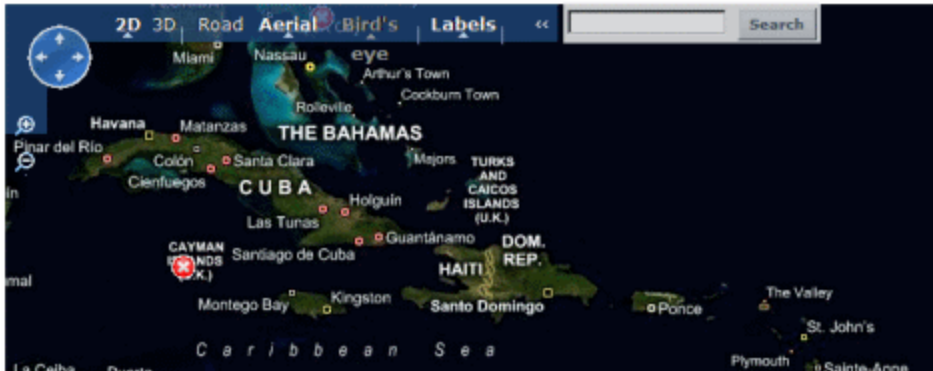 2D 3D Road Aerial Bird's eye Labels << Search
Miami
Nassau
Arthur's Town
Cockburn Town
Rolleville
Havana
Matanzas
THE BAHAMAS
Pinar del Río
Colón
Santa Clara
Majors
TURKS
AND
CAICOS
ISLANDS
(U.K.)
Cienfuegos
CUBA
Holguín
Las Tunas
Guantánamo
Santiago de Cuba
CAYMAN
ISLANDS
(U.K.)
DOM.
REP.
HAITI
Montego Bay
Kingston
Santo Domingo
Ponce
The Valley
St. John's
Caribbean Sea
Plymouth
Sainte-Anne
La Ceiba